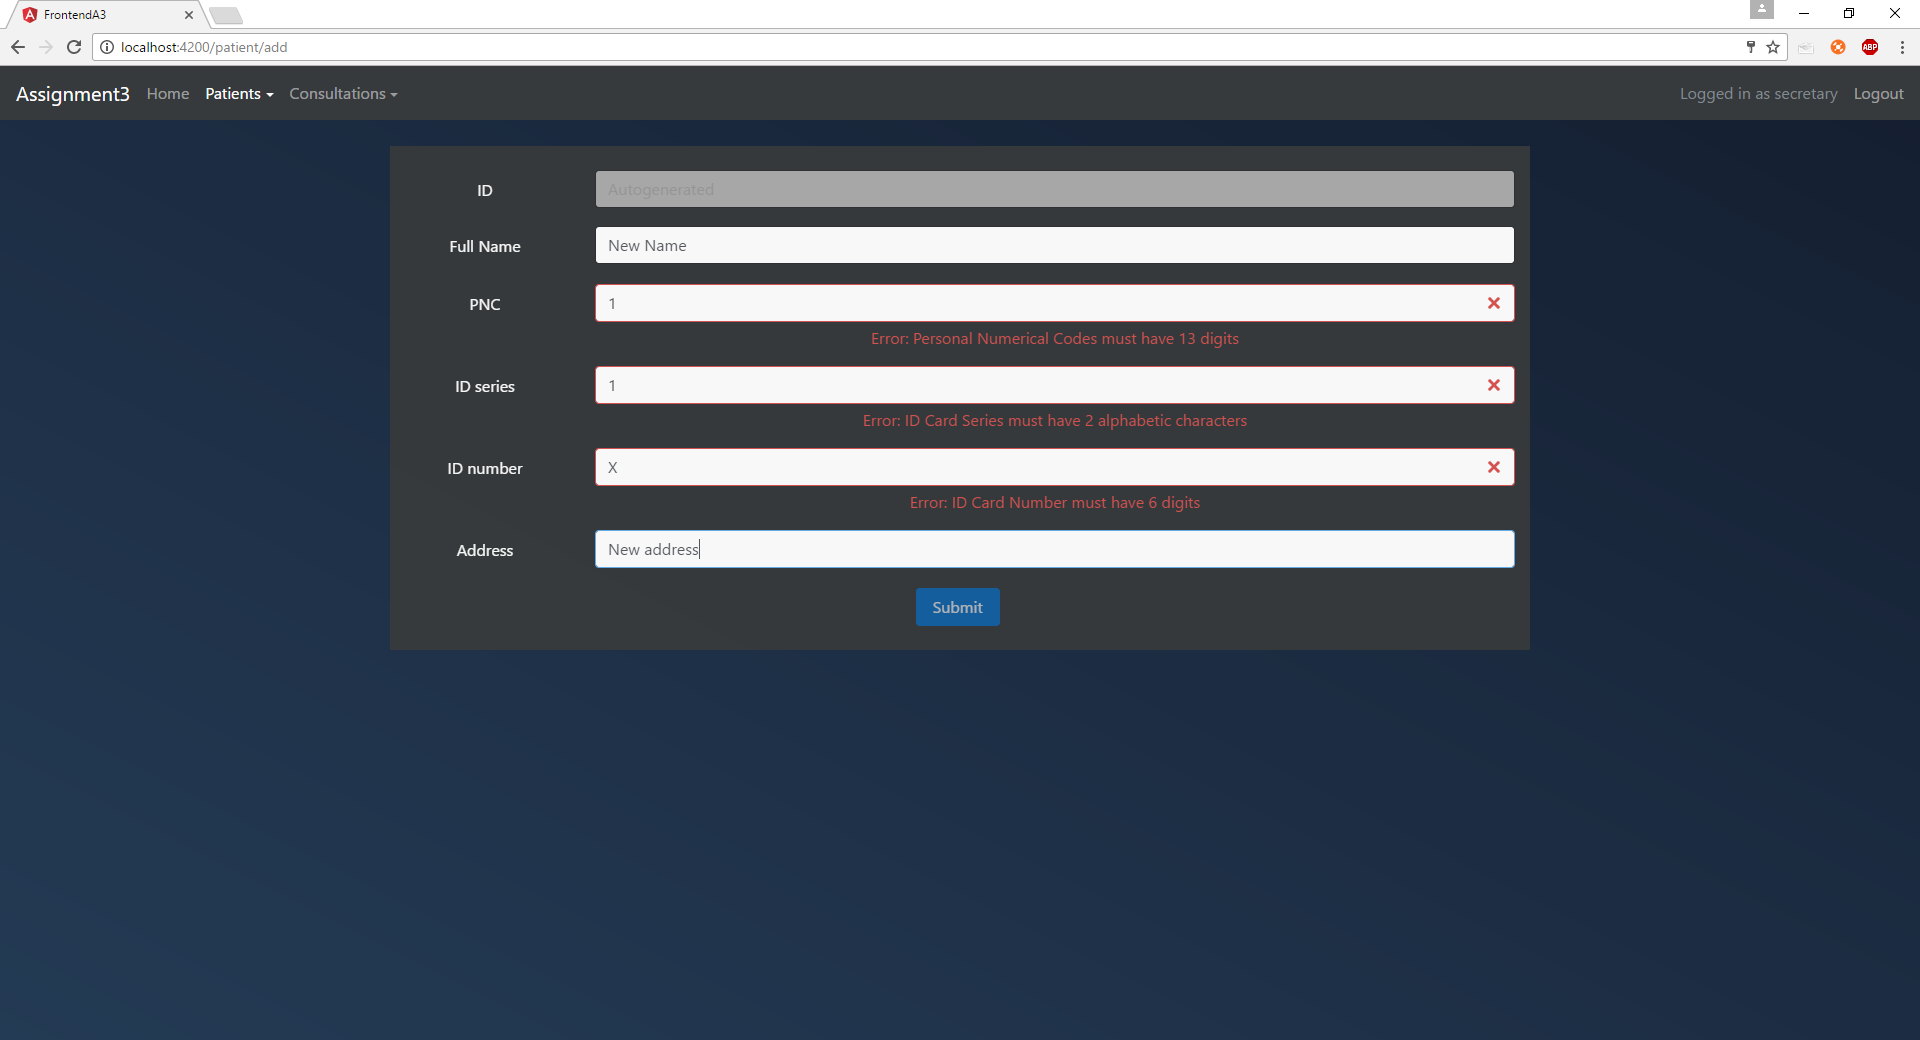 FrontendA3
localhost:4200/patient/add
ABP
Assignment3 Home Patients Consultations Logged in as secretary Logout
ID Autogenerated
Full Name New Name
PNC 1
Error: Personal Numerical Codes must have 13 digits
ID series 1
Error: ID Card Series must have 2 alphabetic characters
ID number X
Error: ID Card Number must have 6 digits
Address New address
Submit